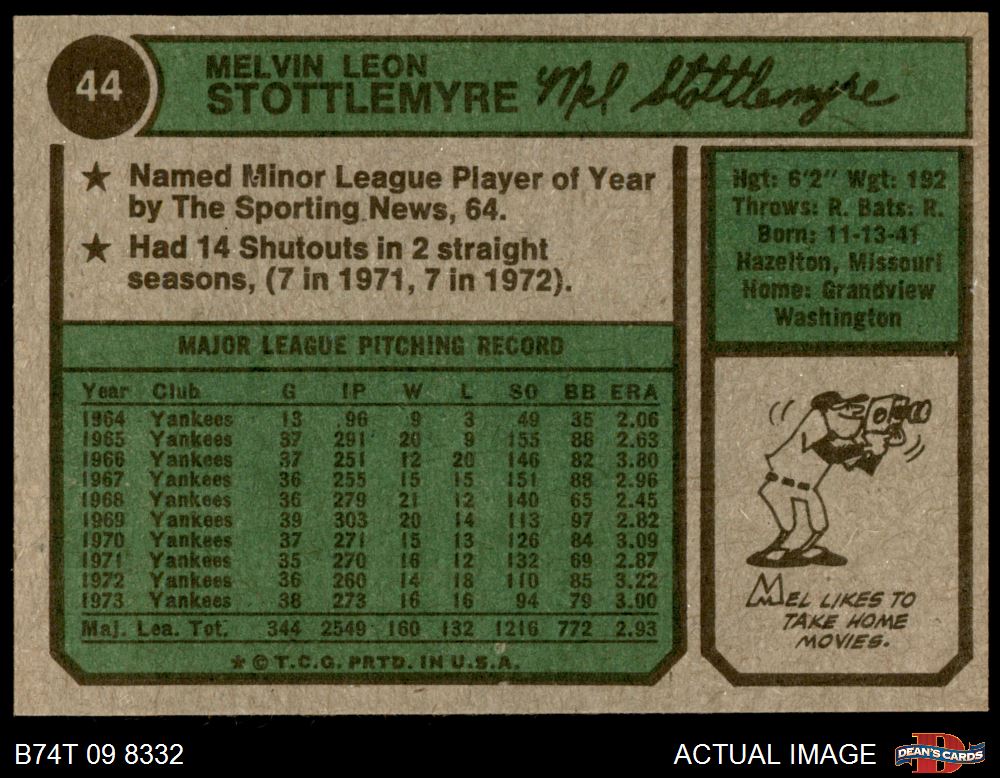 44
MELVIN LEON
STOTTLEMYRE
Mel Stottlemyre
★ Named Minor League Player of Year
by The Sporting News, 64.
★ Had 14 Shutouts in 2 straight
seasons, (7 in 1971, 7 in 1972).
Hgt: 6'2" Wgt: 192
Throws: R. Bats: R.
Born: 11-13-41
Hazelton, Missouri
Home: Grandview
Washington
MAJOR LEAGUE PITCHING RECORD
Year Club G IP W L SO BB ERA
1964 Yankees 13 96 9 3 49 35 2.06
1965 Yankees 37 291 20 9 155 88 2.63
1966 Yankees 37 251 12 20 146 82 3.80
1967 Yankees 36 255 15 15 151 88 2.96
1968 Yankees 36 279 21 12 140 65 2.45
1969 Yankees 39 303 20 14 113 97 2.82
1970 Yankees 37 271 15 13 126 84 3.09
1971 Yankees 35 270 16 12 132 69 2.87
1972 Yankees 36 260 14 18 110 85 3.22
1973 Yankees 38 273 16 16 94 79 3.00
Maj. Lea. Tot. 344 2549 160 132 1216 772 2.93
★ © T.C.G. PRTD. IN U.S.A.
MEL LIKES TO
TAKE HOME
MOVIES.
B74T 09 8332
ACTUAL IMAGE
D
DEAN'S CARDS